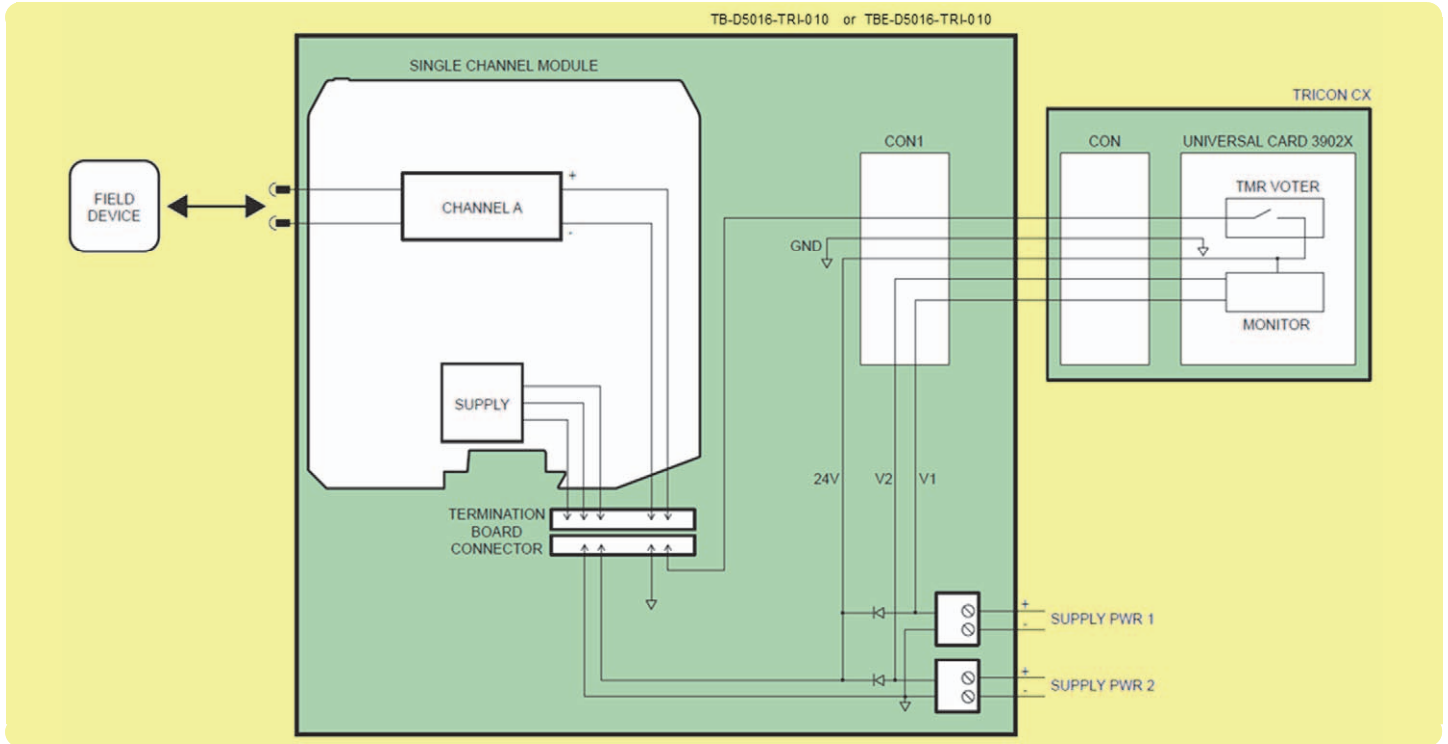 TB-D5016-TRI-010 or TBE-D5016-TRI-010
SINGLE CHANNEL MODULE
TRICON CX
CON1
CON
UNIVERSAL CARD 3902X
FIELD
DEVICE
CHANNEL A
+
-
TMR VOTER
GND
MONITOR
SUPPLY
24V
V2
V1
TERMINATION
BOARD
CONNECTOR
+
-
SUPPLY PWR 1
+
-
SUPPLY PWR 2